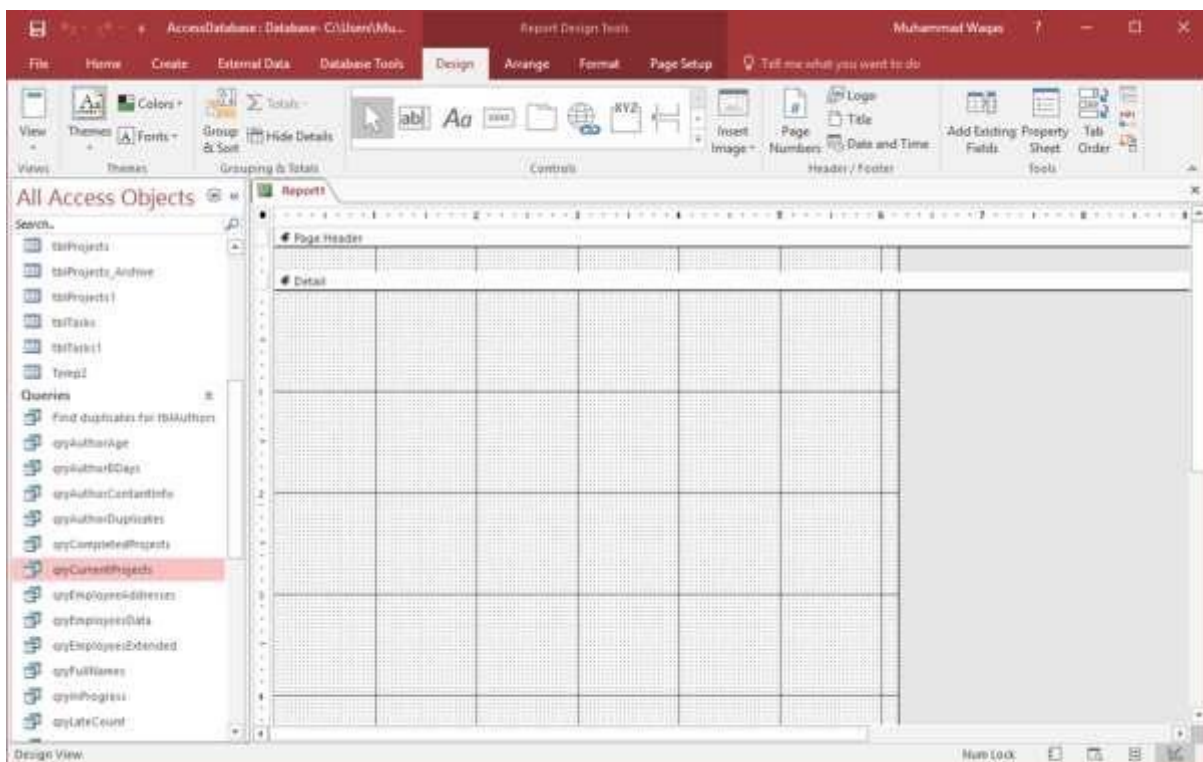 AccessDatabase : Database- C:\Users\Mu... Report Design Tools Muhammad Waqas ?
File Home Create External Data Database Tools Design Arrange Format Page Setup Tell me what you want to do
View
Themes
Aa
Colors
A Fonts
Group & Sort
Totals
Hide Details
ab|
Aa
XYZ
Insert Image
Page Numbers
Logo
Title
Date and Time
Add Existing Fields
Property Sheet
Tab Order
Views Themes Grouping & Totals Controls Header / Footer Tools
All Access Objects
Search..
Report1
Page Header
Detail
tblProjects
tblProjects_Archive
tblProjects1
tblTasks
tblTasks1
Temp2
Queries
Find duplicates for tblAuthors
qryAuthorAge
qryAuthorBDays
qryAuthorContantInfo
qryAuthorDuplicates
qryCompletedProjects
qryCurrentProjects
qryEmployeeAddresses
qryEmployeesData
qryEmployeesExtended
qryFullNames
qryInProgress
qryLateCount
Design View Num Lock